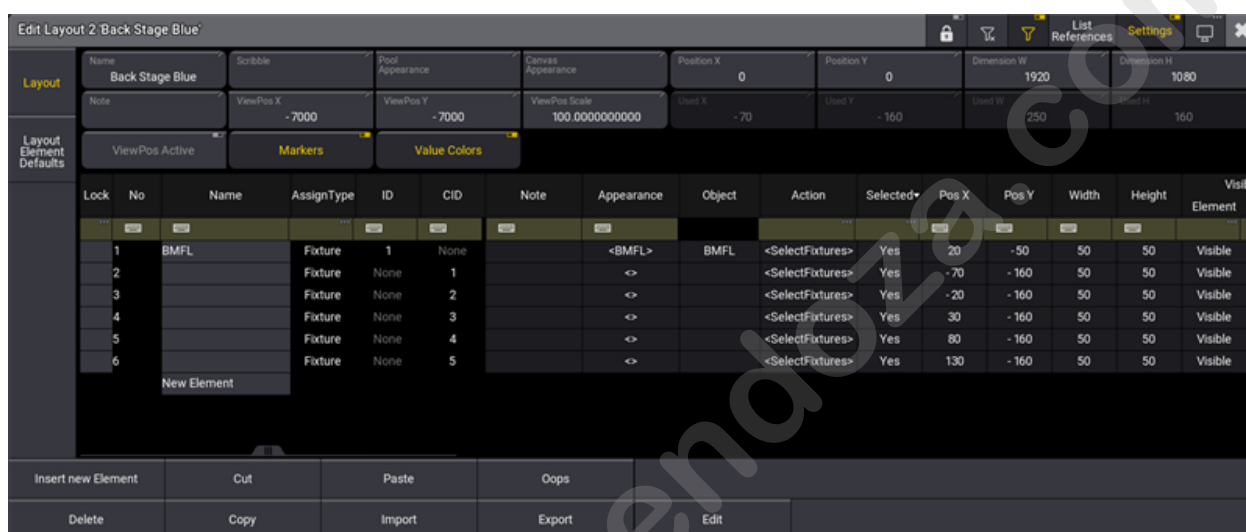 Edit Layout 2 'Back Stage Blue'
List References
Settings
Layout
Layout Element Defaults
Name Back Stage Blue
Scribble
Pool Appearance
Canvas Appearance
Position X 0
Position Y 0
Dimension W 1920
Dimension H 1080
Note
ViewPos X -7000
ViewPos Y -7000
ViewPos Scale 100.0000000000
Used X -70
Used Y -160
Used W 250
Used H 160
ViewPos Active
Markers
Value Colors
Lock No Name AssignType ID CID Note Appearance Object Action Selected Pos X Pos Y Width Height Visi
Element
1 BMFL Fixture 1 None <BMFL> BMFL <SelectFixtures> Yes 20 -50 50 50 Visible
2 Fixture None 1 <> <SelectFixtures> Yes -70 -160 50 50 Visible
3 Fixture None 2 <> <SelectFixtures> Yes -20 -160 50 50 Visible
4 Fixture None 3 <> <SelectFixtures> Yes 30 -160 50 50 Visible
5 Fixture None 4 <> <SelectFixtures> Yes 80 -160 50 50 Visible
6 Fixture None 5 <> <SelectFixtures> Yes 130 -160 50 50 Visible
New Element
Insert new Element Cut Paste Oops
Delete Copy Import Export Edit
endoza.com